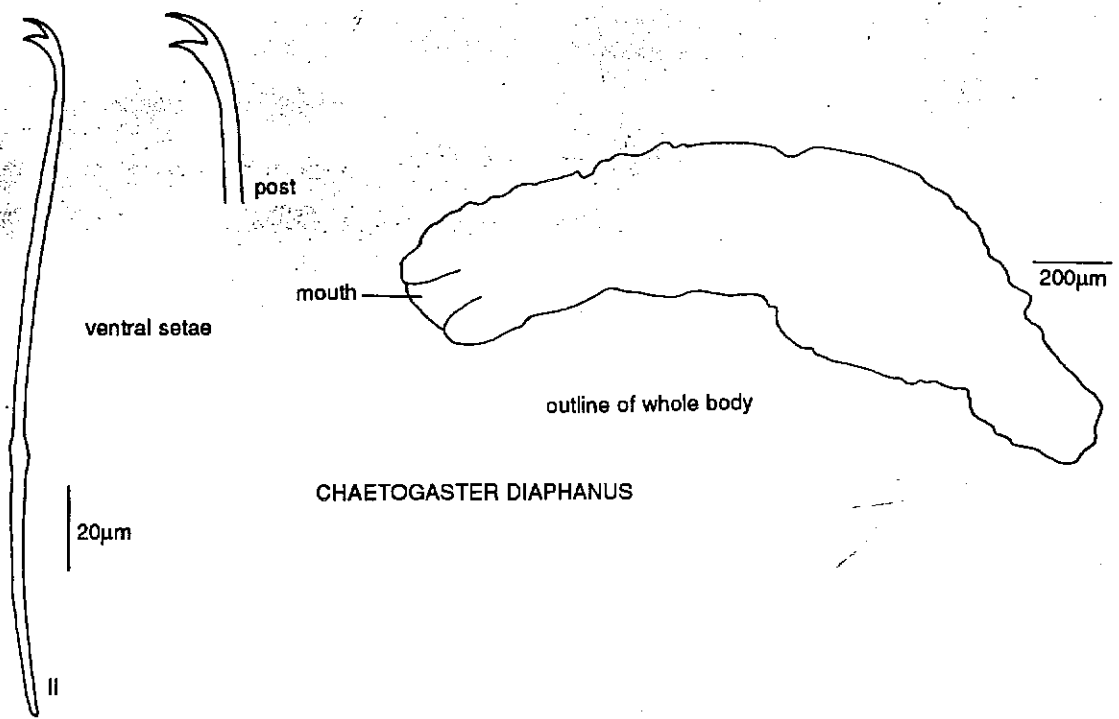 post
mouth
200µm
ventral setae
outline of whole body
CHAETOGASTER DIAPHANUS
20µm
II